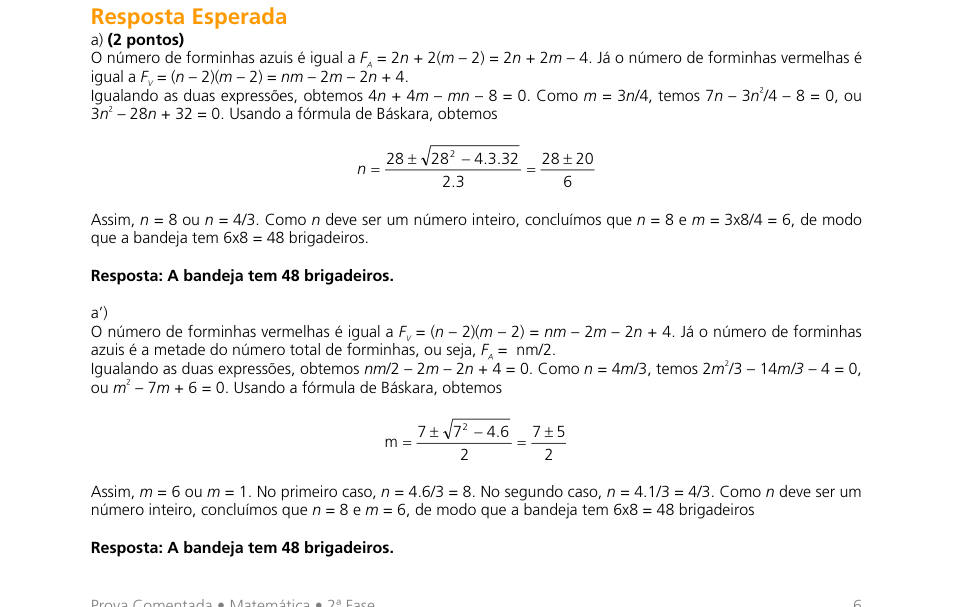 Resposta Esperada
a) (2 pontos)
O número de forminhas azuis é igual a F_A = 2n + 2(m – 2) = 2n + 2m – 4. Já o número de forminhas vermelhas é
igual a F_V = (n – 2)(m – 2) = nm – 2m – 2n + 4.
Igualando as duas expressões, obtemos 4n + 4m – mn – 8 = 0. Como m = 3n/4, temos 7n – 3n²/4 – 8 = 0, ou
3n² – 28n + 32 = 0. Usando a fórmula de Báskara, obtemos
n = (28 ± √(28² – 4.3.32))/2.3 = (28 ± 20)/6
Assim, n = 8 ou n = 4/3. Como n deve ser um número inteiro, concluímos que n = 8 e m = 3x8/4 = 6, de modo
que a bandeja tem 6x8 = 48 brigadeiros.
Resposta: A bandeja tem 48 brigadeiros.
a’)
O número de forminhas vermelhas é igual a F_V = (n – 2)(m – 2) = nm – 2m – 2n + 4. Já o número de forminhas
azuis é a metade do número total de forminhas, ou seja, F_A = nm/2.
Igualando as duas expressões, obtemos nm/2 – 2m – 2n + 4 = 0. Como n = 4m/3, temos 2m²/3 – 14m/3 – 4 = 0,
ou m² – 7m + 6 = 0. Usando a fórmula de Báskara, obtemos
m = (7 ± √(7² – 4.6))/2 = (7 ± 5)/2
Assim, m = 6 ou m = 1. No primeiro caso, n = 4.6/3 = 8. No segundo caso, n = 4.1/3 = 4/3. Como n deve ser um
número inteiro, concluímos que n = 8 e m = 6, de modo que a bandeja tem 6x8 = 48 brigadeiros
Resposta: A bandeja tem 48 brigadeiros.
Prova Comentada • Matemática • 2ª Fase 6